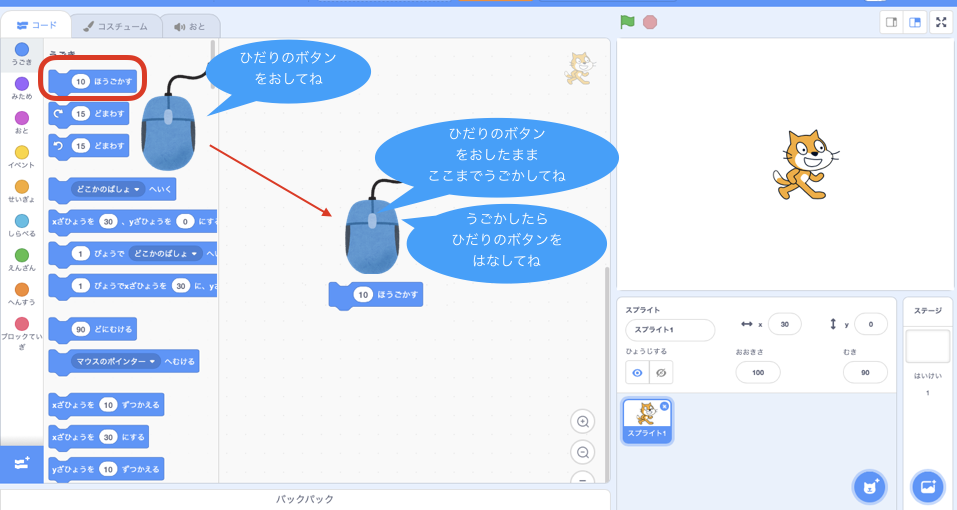 コード
コスチューム
おと
うごき
みため
おと
イベント
せいぎょ
しらべる
えんざん
へんすう
ブロックてい
ぎ
うごき
10 ほうごかす
15 どまわす
15 どまわす
どこかのばしょ へいく
xざひょうを 30 、yざひょうを 0 にする
1 びょうで どこかのばしょ へい
1 びょうでxざひょうを 30 に、yざ
90 どにむける
マウスのポインター へむける
xざひょうを 10 ずつかえる
xざひょうを 30 にする
yざひょうを 10 ずつかえる
ひだりのボタン
をおしてね
ひだりのボタン
をおしたまま
ここまでうごかしてね
うごかしたら
ひだりのボタンを
はなしてね
10 ほうごかす
バックパック
スプライト
スプライト1
x 30
y 0
ひょうじする
おおきさ
100
むき
90
スプライト1
ステージ
はいけい
1